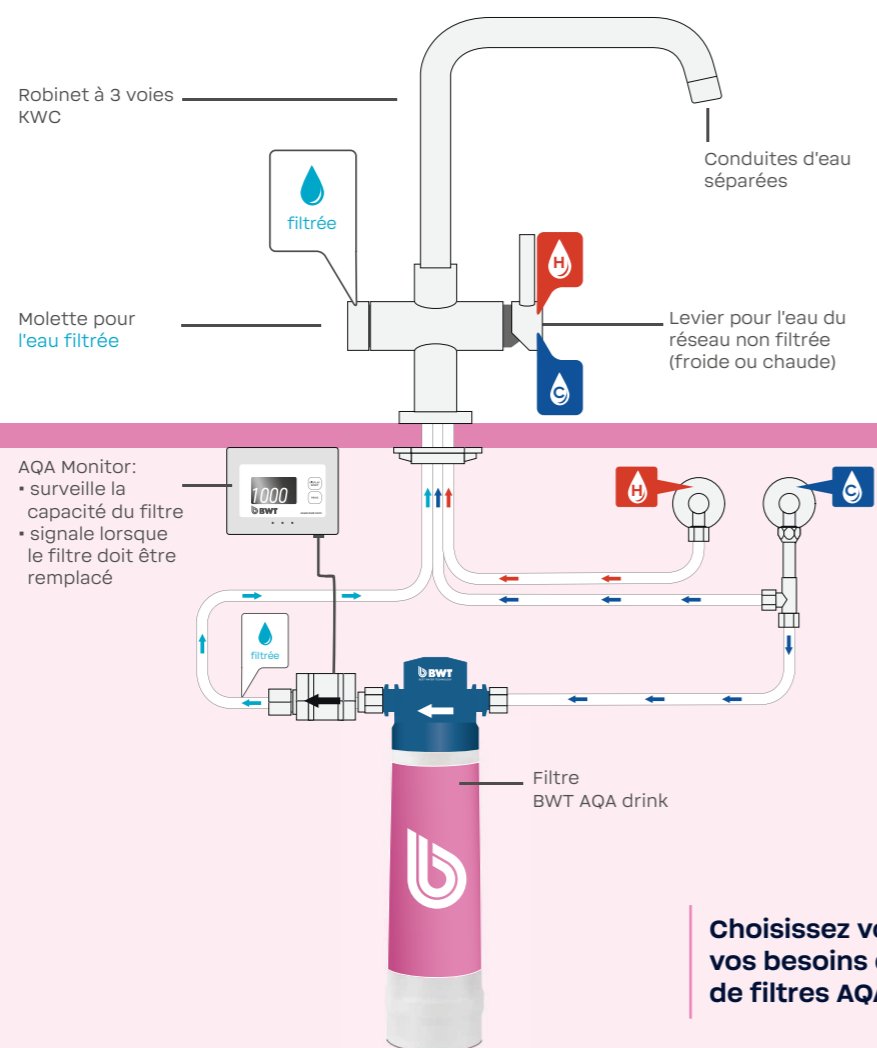 Robinet à 3 voies
KWC
Conduites d'eau
séparées
filtrée
H
Molette pour
l'eau filtrée
Levier pour l'eau du
réseau non filtrée
(froide ou chaude)
C
AQA Monitor:
• surveille la
capacité du filtre
• signale lorsque
le filtre doit être
remplacé
1000
BWT
H
C
filtrée
BWT
Filtre
BWT AQA drink
Choisissez vo
vos besoins
de filtres AQA